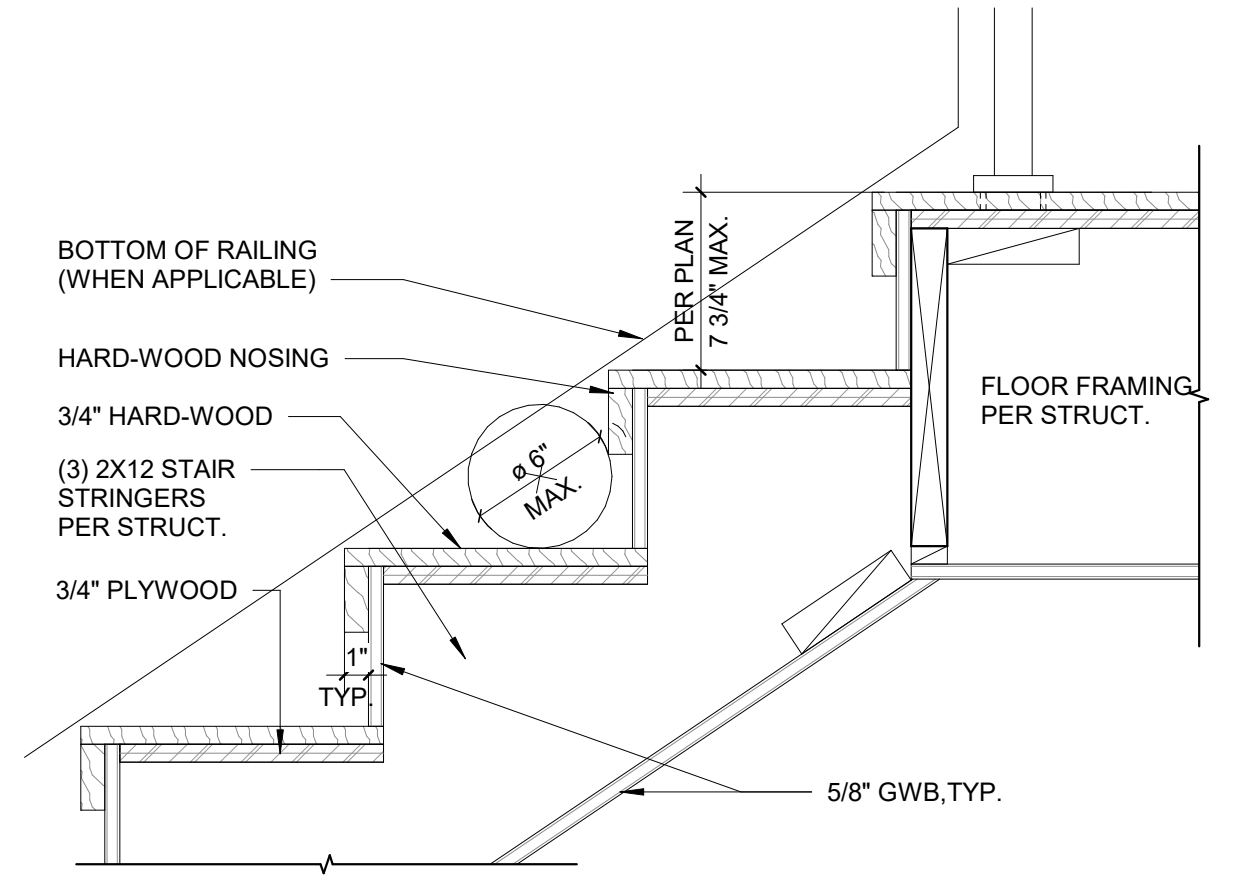 BOTTOM OF RAILING
(WHEN APPLICABLE)
HARD-WOOD NOSING
3/4" HARD-WOOD
(3) 2X12 STAIR
STRINGERS
PER STRUCT.
3/4" PLYWOOD
PER PLAN
7 3/4" MAX.
ø 6"
MAX.
1"
TYP.
FLOOR FRAMING
PER STRUCT.
5/8" GWB,TYP.